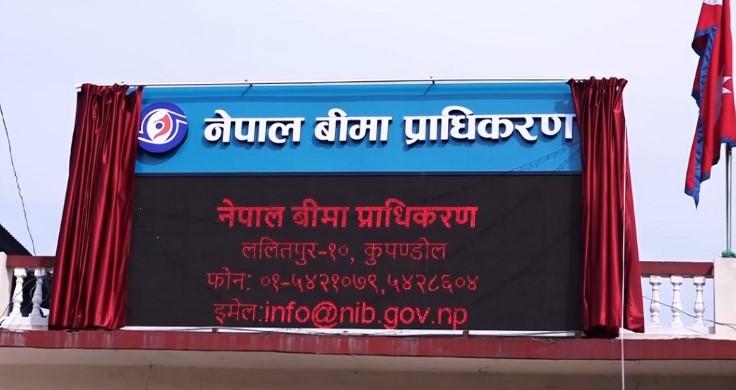 नेपाल बीमा प्राधिकरण
नेपाल बीमा प्राधिकरण
ललितपुर-१०, कुपण्डोल
फोन: ०१-५४२१०७९,५४२८६०४
इमेल:info@nib.gov.np